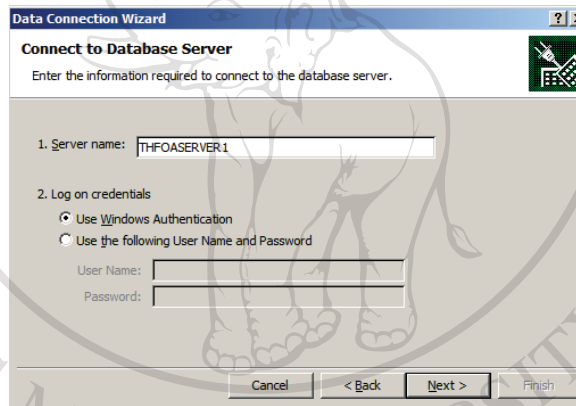 Data Connection Wizard
Connect to Database Server
Enter the information required to connect to the database server.
1. Server name: THFOASERVER1
2. Log on credentials
Use Windows Authentication
Use the following User Name and Password
User Name:
Password:
Cancel < Back Next > Finish